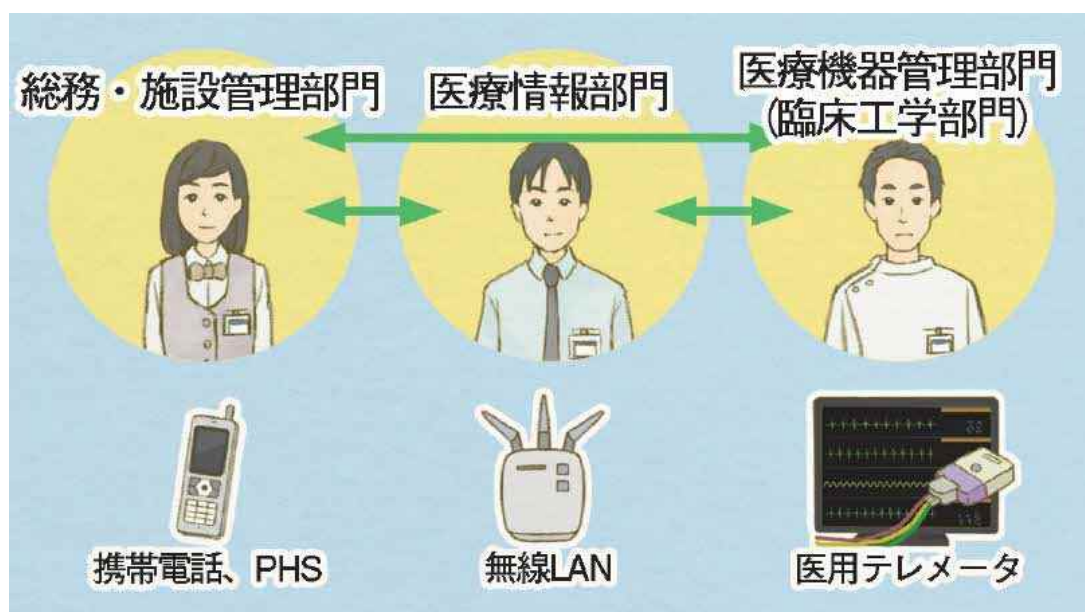 総務・施設管理部門
医療情報部門
医療機器管理部門
(臨床工学部門)
携帯電話、PHS
無線LAN
医用テレメータ